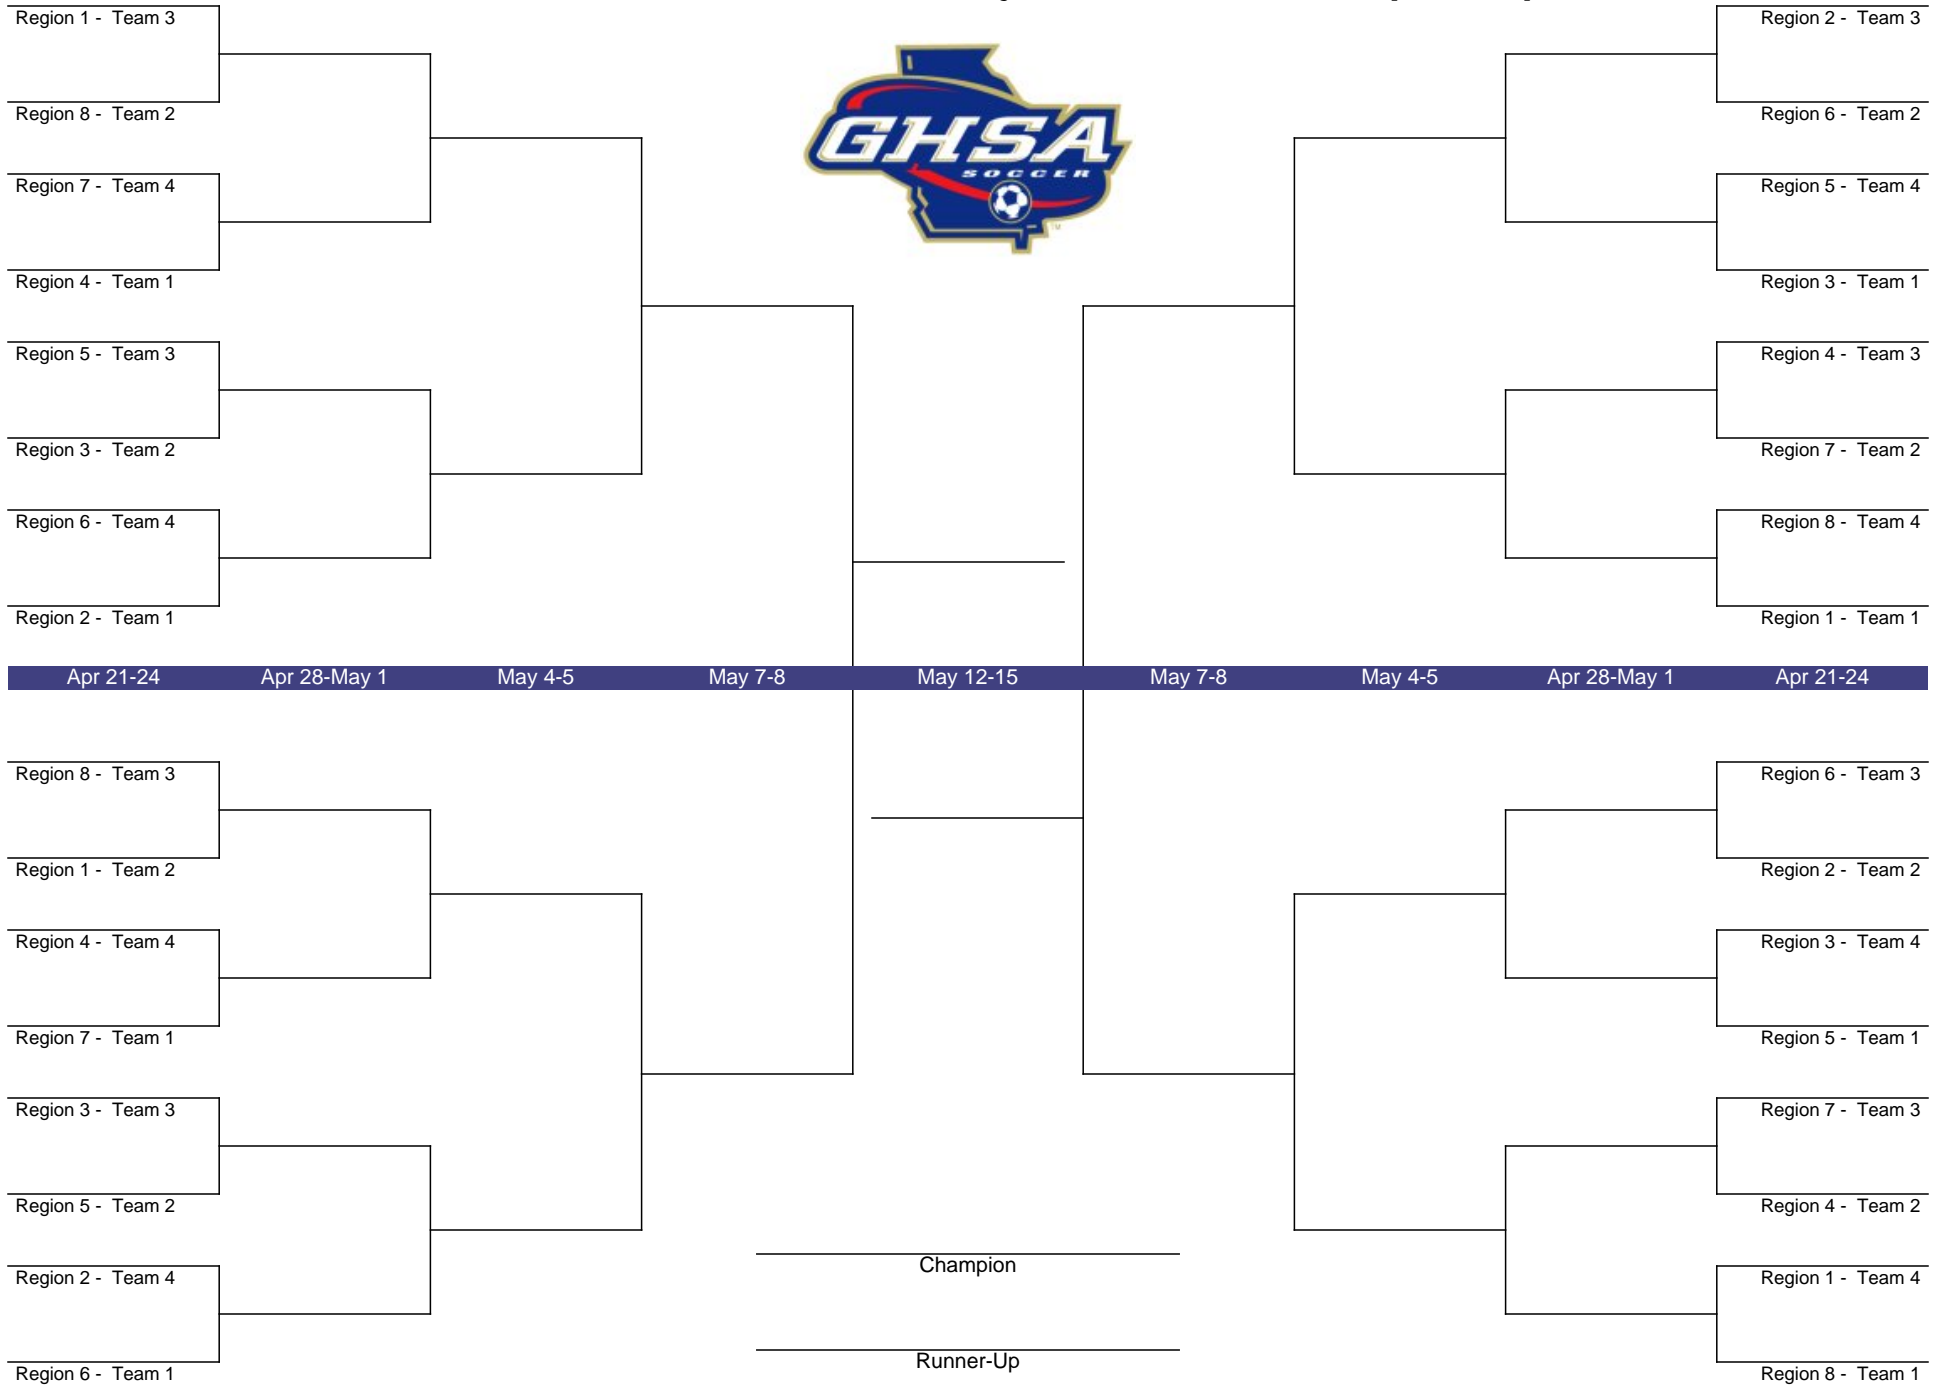 Region 1 - Team 3
Region 2 - Team 3
GHSA
SOCCER
TM
Region 8 - Team 2
Region 6 - Team 2
Region 7 - Team 4
Region 5 - Team 4
Region 4 - Team 1
Region 3 - Team 1
Region 5 - Team 3
Region 4 - Team 3
Region 3 - Team 2
Region 7 - Team 2
Region 6 - Team 4
Region 8 - Team 4
Region 2 - Team 1
Region 1 - Team 1
Apr 21-24 Apr 28-May 1 May 4-5 May 7-8 May 12-15 May 7-8 May 4-5 Apr 28-May 1 Apr 21-24
Region 8 - Team 3
Region 6 - Team 3
Region 1 - Team 2
Region 2 - Team 2
Region 4 - Team 4
Region 3 - Team 4
Region 7 - Team 1
Region 5 - Team 1
Region 3 - Team 3
Region 7 - Team 3
Region 5 - Team 2
Region 4 - Team 2
Champion
Region 2 - Team 4
Region 1 - Team 4
Runner-Up
Region 6 - Team 1
Region 8 - Team 1